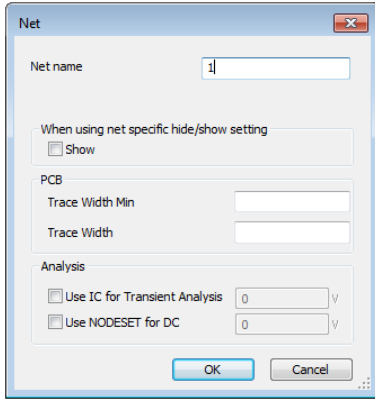 Net
Net name 1
When using net specific hide/show setting
Show
PCB
Trace Width Min
Trace Width
Analysis
Use IC for Transient Analysis 0 V
Use NODESET for DC 0 V
OK Cancel